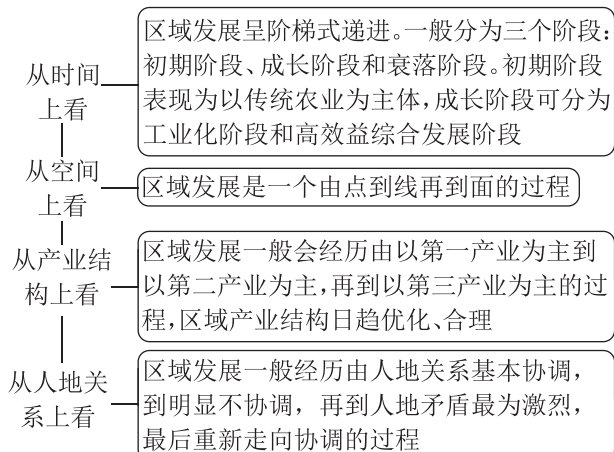 从时间
上看
区域发展呈阶梯式递进。一般分为三个阶段:
初期阶段、成长阶段和衰落阶段。初期阶段
表现为以传统农业为主体,成长阶段可分为
工业化阶段和高效益综合发展阶段
从空间
上看
区域发展是一个由点到线再到面的过程
从产业结
构上看
区域发展一般会经历由以第一产业为主到
以第二产业为主,再到以第三产业为主的过
程,区域产业结构日趋优化、合理
从人地关
系上看
区域发展一般经历由人地关系基本协调,
到明显不协调，再到人地矛盾最为激烈,
最后重新走向协调的过程